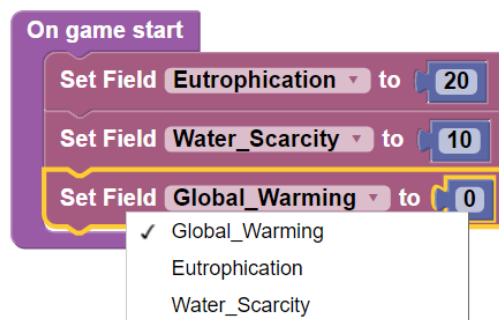 On game start
Set Field Eutrophication to 20
Set Field Water_Scarcity to 10
Set Field Global_Warming to 0
✓ Global_Warming
Eutrophication
Water_Scarcity